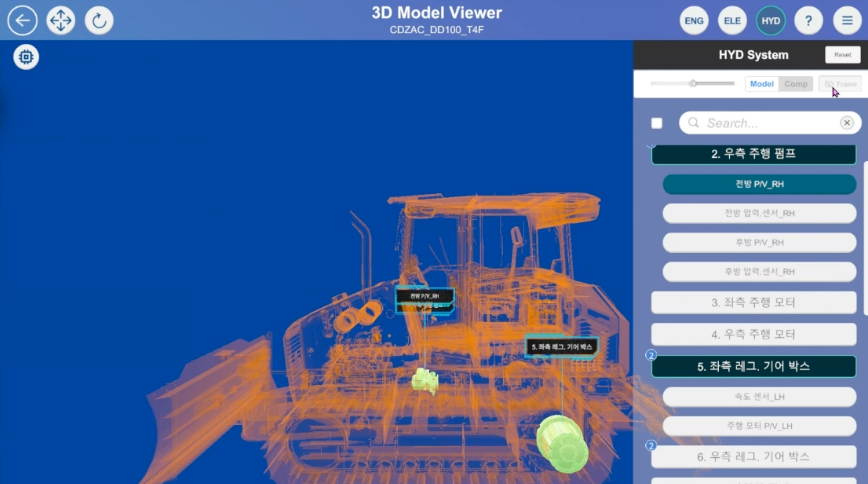 3D Model Viewer
CDZAC_DD100_T4F
ENG
ELE
HYD
?
HYD System
Reset
Model
Comp
Frame
Search...
2. 우측 주행 펌프
전방 P/V_RH
전방 압력.센서_RH
후방 P/V_RH
후방 압력.센서_RH
3. 좌측 주행 모터
4. 우측 주행 모터
2
5. 좌측 레그. 기어 박스
속도 센서_LH
주행 모터 P/V_LH
2
6. 우측 레그. 기어 박스
전방 P/V_RH
5. 좌측 레그. 기어 박스